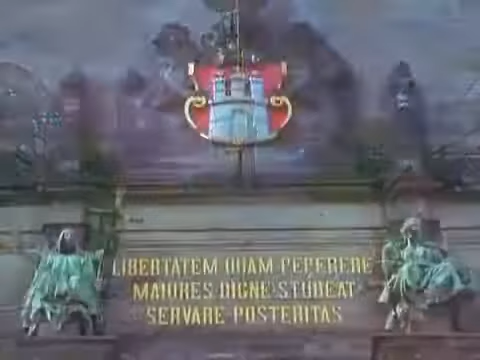 LIBERTATEM QUAM PEPERERE
MAIORES DIGNE STUDEAT
SERVARE POSTERITAS